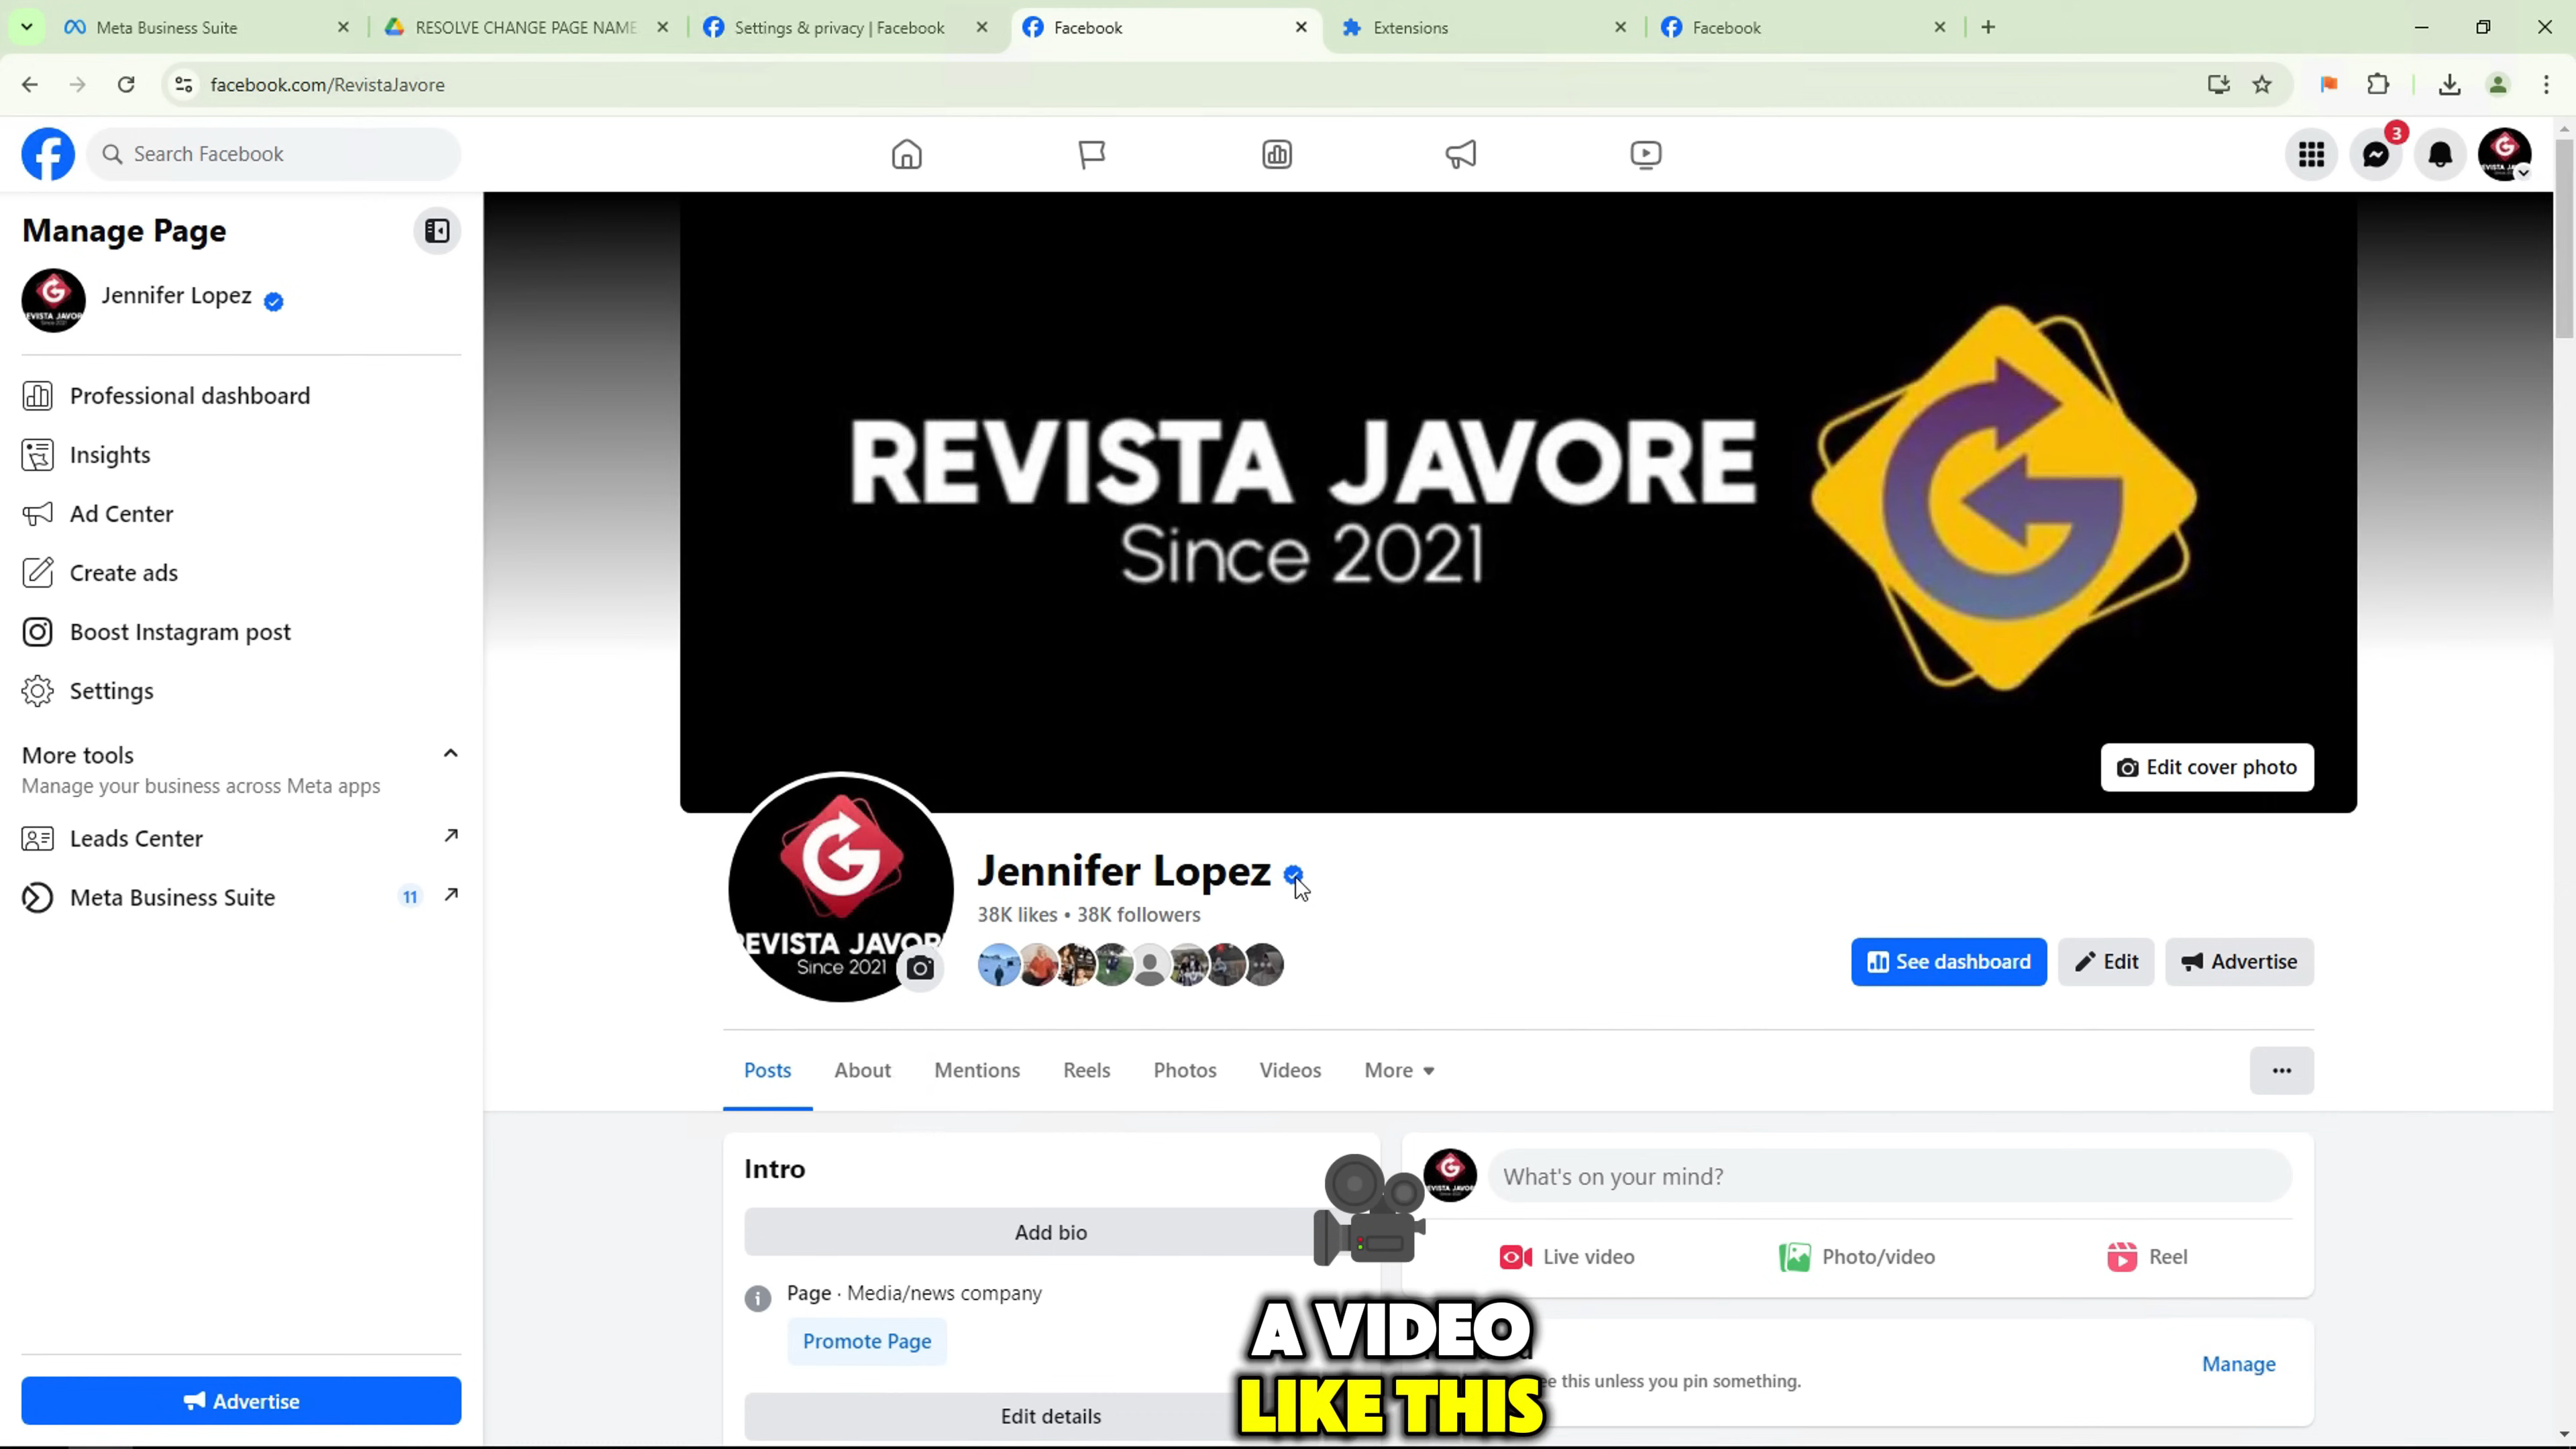 Meta Business Suite
RESOLVE CHANGE PAGE NAME
Settings & privacy | Facebook
Facebook
Extensions
Facebook
facebook.com/RevistaJavore
Search Facebook
3
Manage Page
Jennifer Lopez
Professional dashboard
Insights
Ad Center
Create ads
Boost Instagram post
Settings
More tools
Manage your business across Meta apps
Leads Center
Meta Business Suite 11
Advertise
REVISTA JAVORE
Since 2021
Edit cover photo
REVISTA JAVORE
Since 2021
Jennifer Lopez
38K likes • 38K followers
See dashboard
Edit
Advertise
Posts
About
Mentions
Reels
Photos
Videos
More
Intro
Add bio
Page · Media/news company
Promote Page
Edit details
What's on your mind?
Live video
Photo/video
Reel
Manage
this unless you pin something.
A VIDEO
LIKE THIS